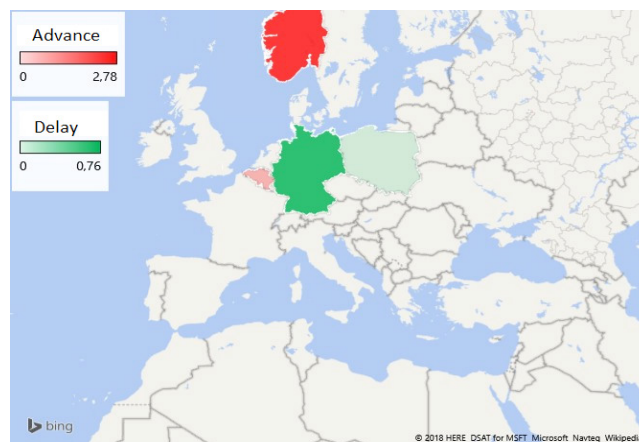 Advance
0 2,78
Delay
0 0,76
bing
© 2018 HERE DSAT for MSFT Microsoft Navteq Wikipedi